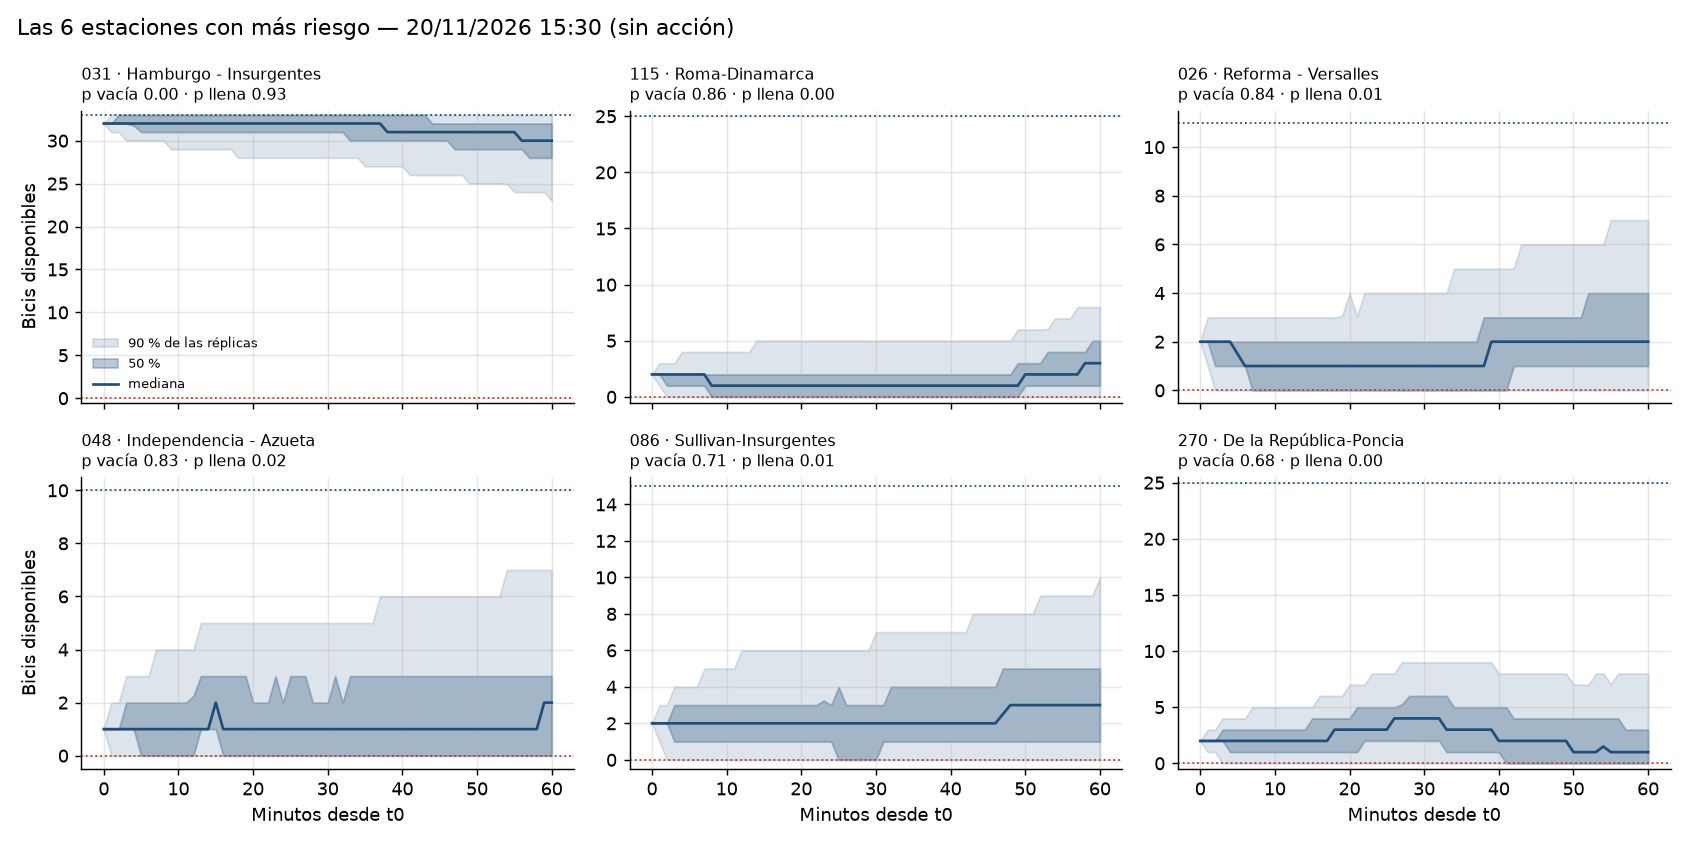 Las 6 estaciones con más riesgo — 20/11/2026 15:30 (sin acción)
031 · Hamburgo - Insurgentes
p vacía 0.00 · p llena 0.93
30
25
20
15
10
5
0
Bicis disponibles
90 % de las réplicas
50 %
mediana
115 · Roma-Dinamarca
p vacía 0.86 · p llena 0.00
25
20
15
10
5
0
026 · Reforma - Versalles
p vacía 0.84 · p llena 0.01
10
8
6
4
2
0
048 · Independencia - Azueta
p vacía 0.83 · p llena 0.02
10
8
6
4
2
0
Bicis disponibles
0 10 20 30 40 50 60
Minutos desde t0
086 · Sullivan-Insurgentes
p vacía 0.71 · p llena 0.01
14
12
10
8
6
4
2
0
0 10 20 30 40 50 60
Minutos desde t0
270 · De la República-Poncia
p vacía 0.68 · p llena 0.00
25
20
15
10
5
0
0 10 20 30 40 50 60
Minutos desde t0